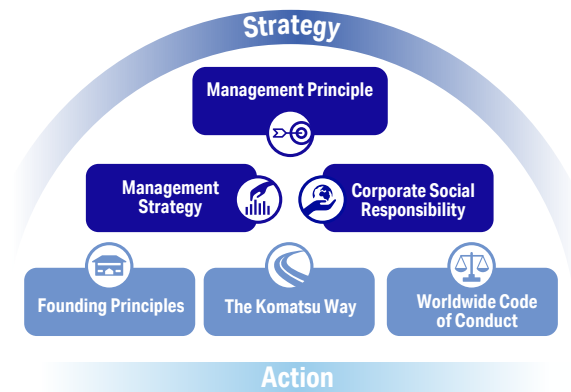 Strategy
Management Principle
Management
Strategy
Corporate Social
Responsibility
Founding Principles
The Komatsu Way
Worldwide Code
of Conduct
Action